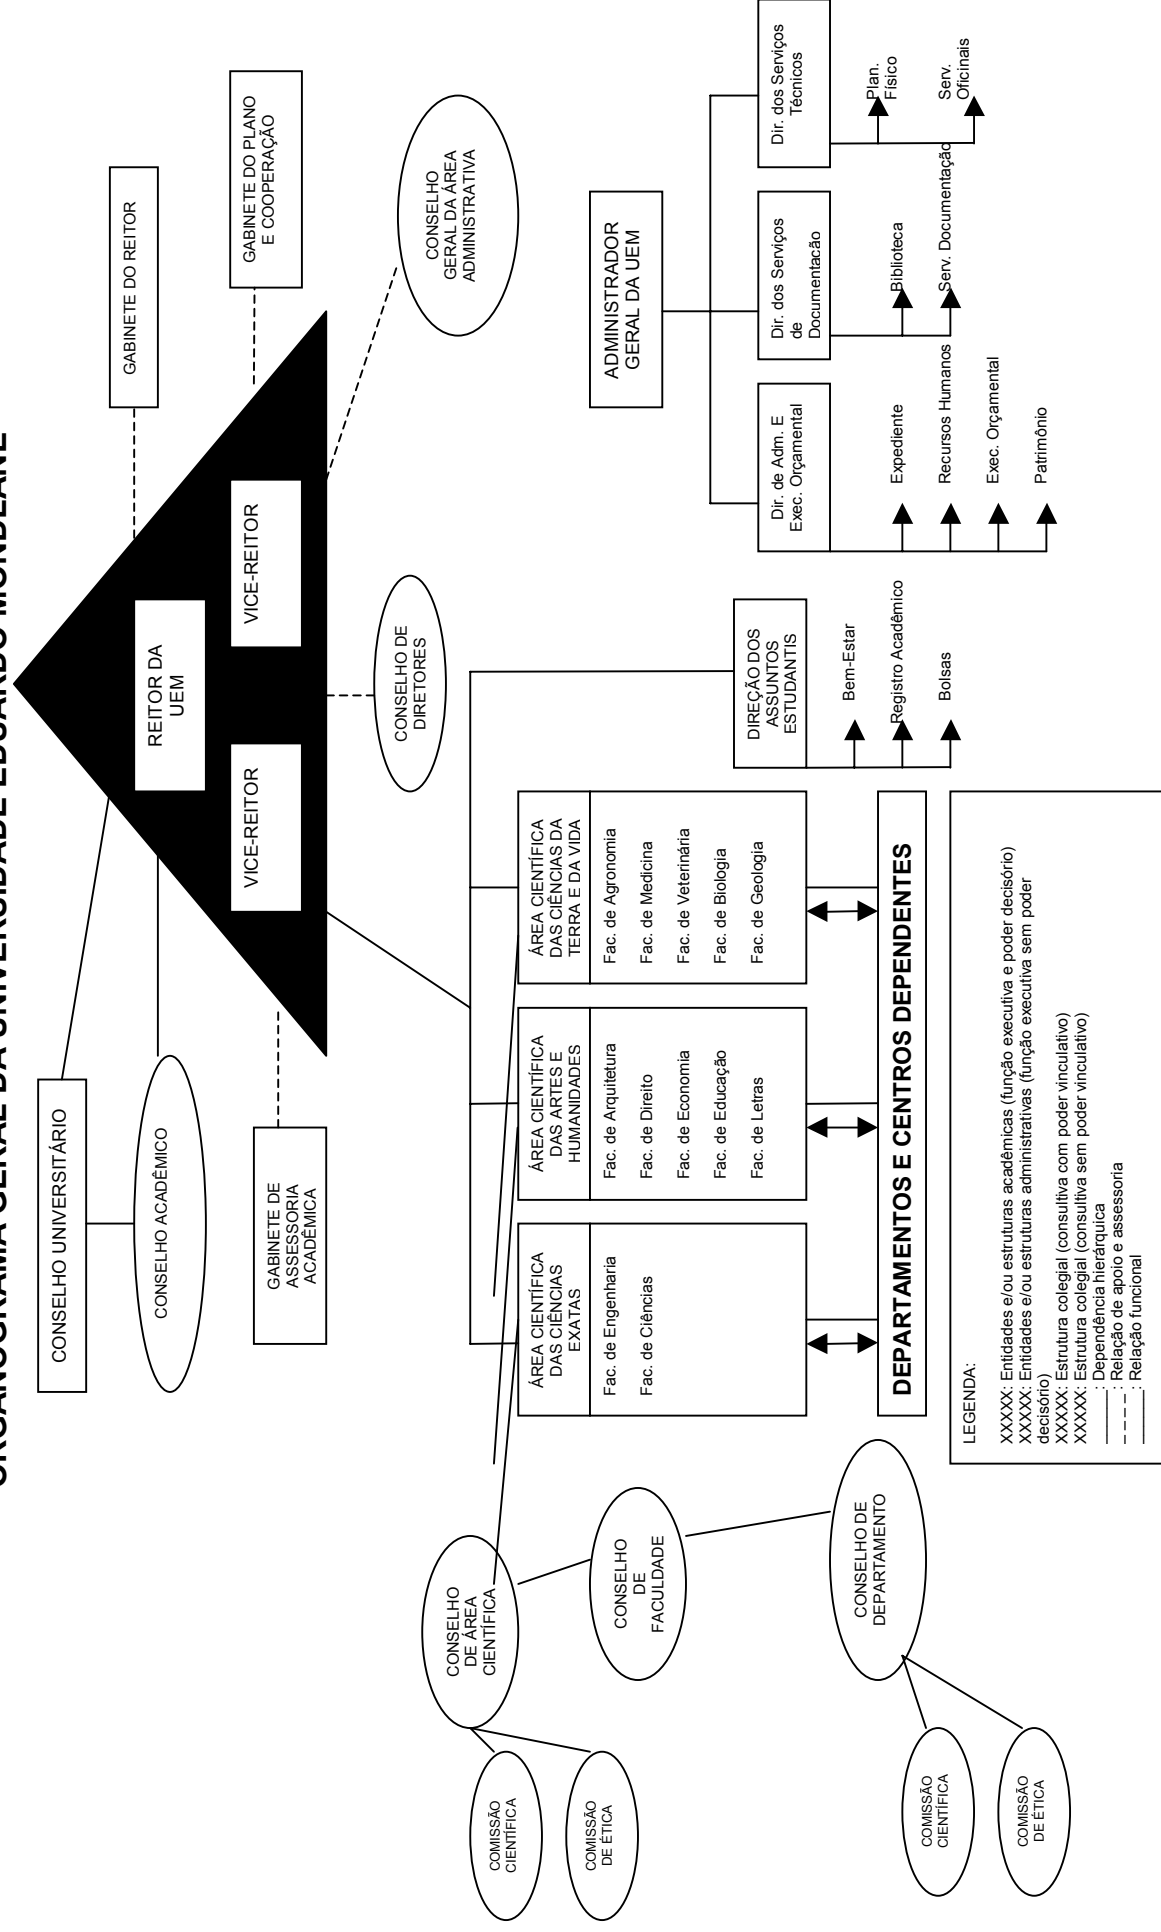 ORGANOGRAMA GERAL DA UNIVERSIDADE EDUARDO MONDLANE
CONSELHO UNIVERSITÁRIO
CONSELHO ACADÊMICO
GABINETE DE
ASSESSORIA
ACADÊMICA
REITOR DA
UEM
VICE-REITOR
VICE-REITOR
GABINETE DO REITOR
GABINETE DO PLANO
E COOPERAÇÃO
CONSELHO DE
DIRETORES
CONSELHO
GERAL DA ÁREA
ADMINISTRATIVA
CONSELHO
DE ÁREA
CIENTÍFICA
COMISSÃO
CIENTÍFICA
COMISSÃO
DE ÉTICA
CONSELHO
DE
FACULDADE
CONSELHO DE
DEPARTAMENTO
COMISSÃO
CIENTÍFICA
COMISSÃO
DE ÉTICA
ÁREA CIENTÍFICA
DAS CIÊNCIAS
EXATAS
Fac. de Engenharia
Fac. de Ciências
ÁREA CIENTÍFICA
DAS ARTES E
HUMANIDADES
Fac. de Arquitetura
Fac. de Direito
Fac. de Economia
Fac. de Educação
Fac. de Letras
ÁREA CIENTÍFICA
DAS CIÊNCIAS DA
TERRA E DA VIDA
Fac. de Agronomia
Fac. de Medicina
Fac. de Veterinária
Fac. de Biologia
Fac. de Geologia
DEPARTAMENTOS E CENTROS DEPENDENTES
DIREÇÃO DOS
ASSUNTOS
ESTUDANTIS
Bem-Estar
Registro Acadêmico
Bolsas
ADMINISTRADOR
GERAL DA UEM
Dir. de Adm. E
Exec. Orçamental
Expediente
Recursos Humanos
Exec. Orçamental
Patrimônio
Dir. dos Serviços
de
Documentacão
Biblioteca
Serv. Documentação
Dir. dos Serviços
Técnicos
Plan.
Físico
Serv.
Oficinais
LEGENDA:
XXXXX: Entidades e/ou estruturas acadêmicas (função executiva e poder decisório)
XXXXX: Entidades e/ou estruturas administrativas (função executiva sem poder
decisório)
XXXXX: Estrutura colegial (consultiva com poder vinculativo)
XXXXX: Estrutura colegial (consultiva sem poder vinculativo)
_____: Dependência hierárquica
_ _ _ _ : Relação de apoio e assessoria
_____: Relação funcional